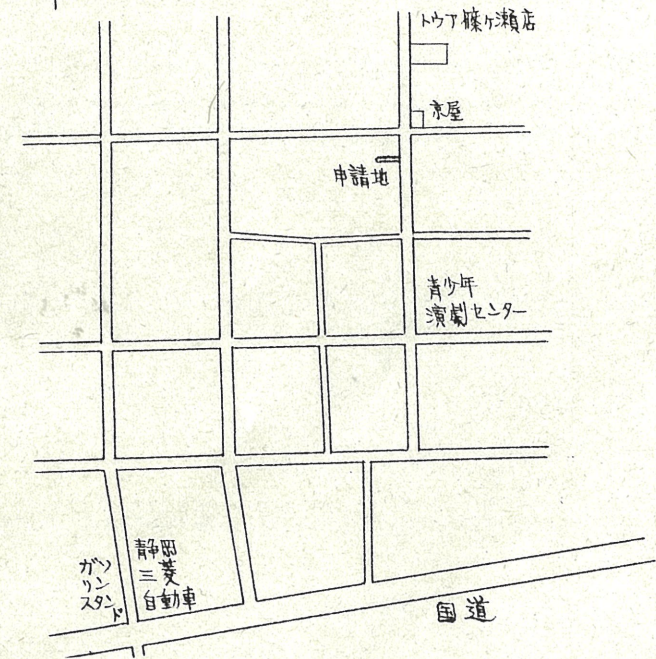 トウア篠ヶ瀬店
京屋
申請地
青少年
演劇センター
静岡
三菱
自動車
ガソ
リン
スタン
ド
国道